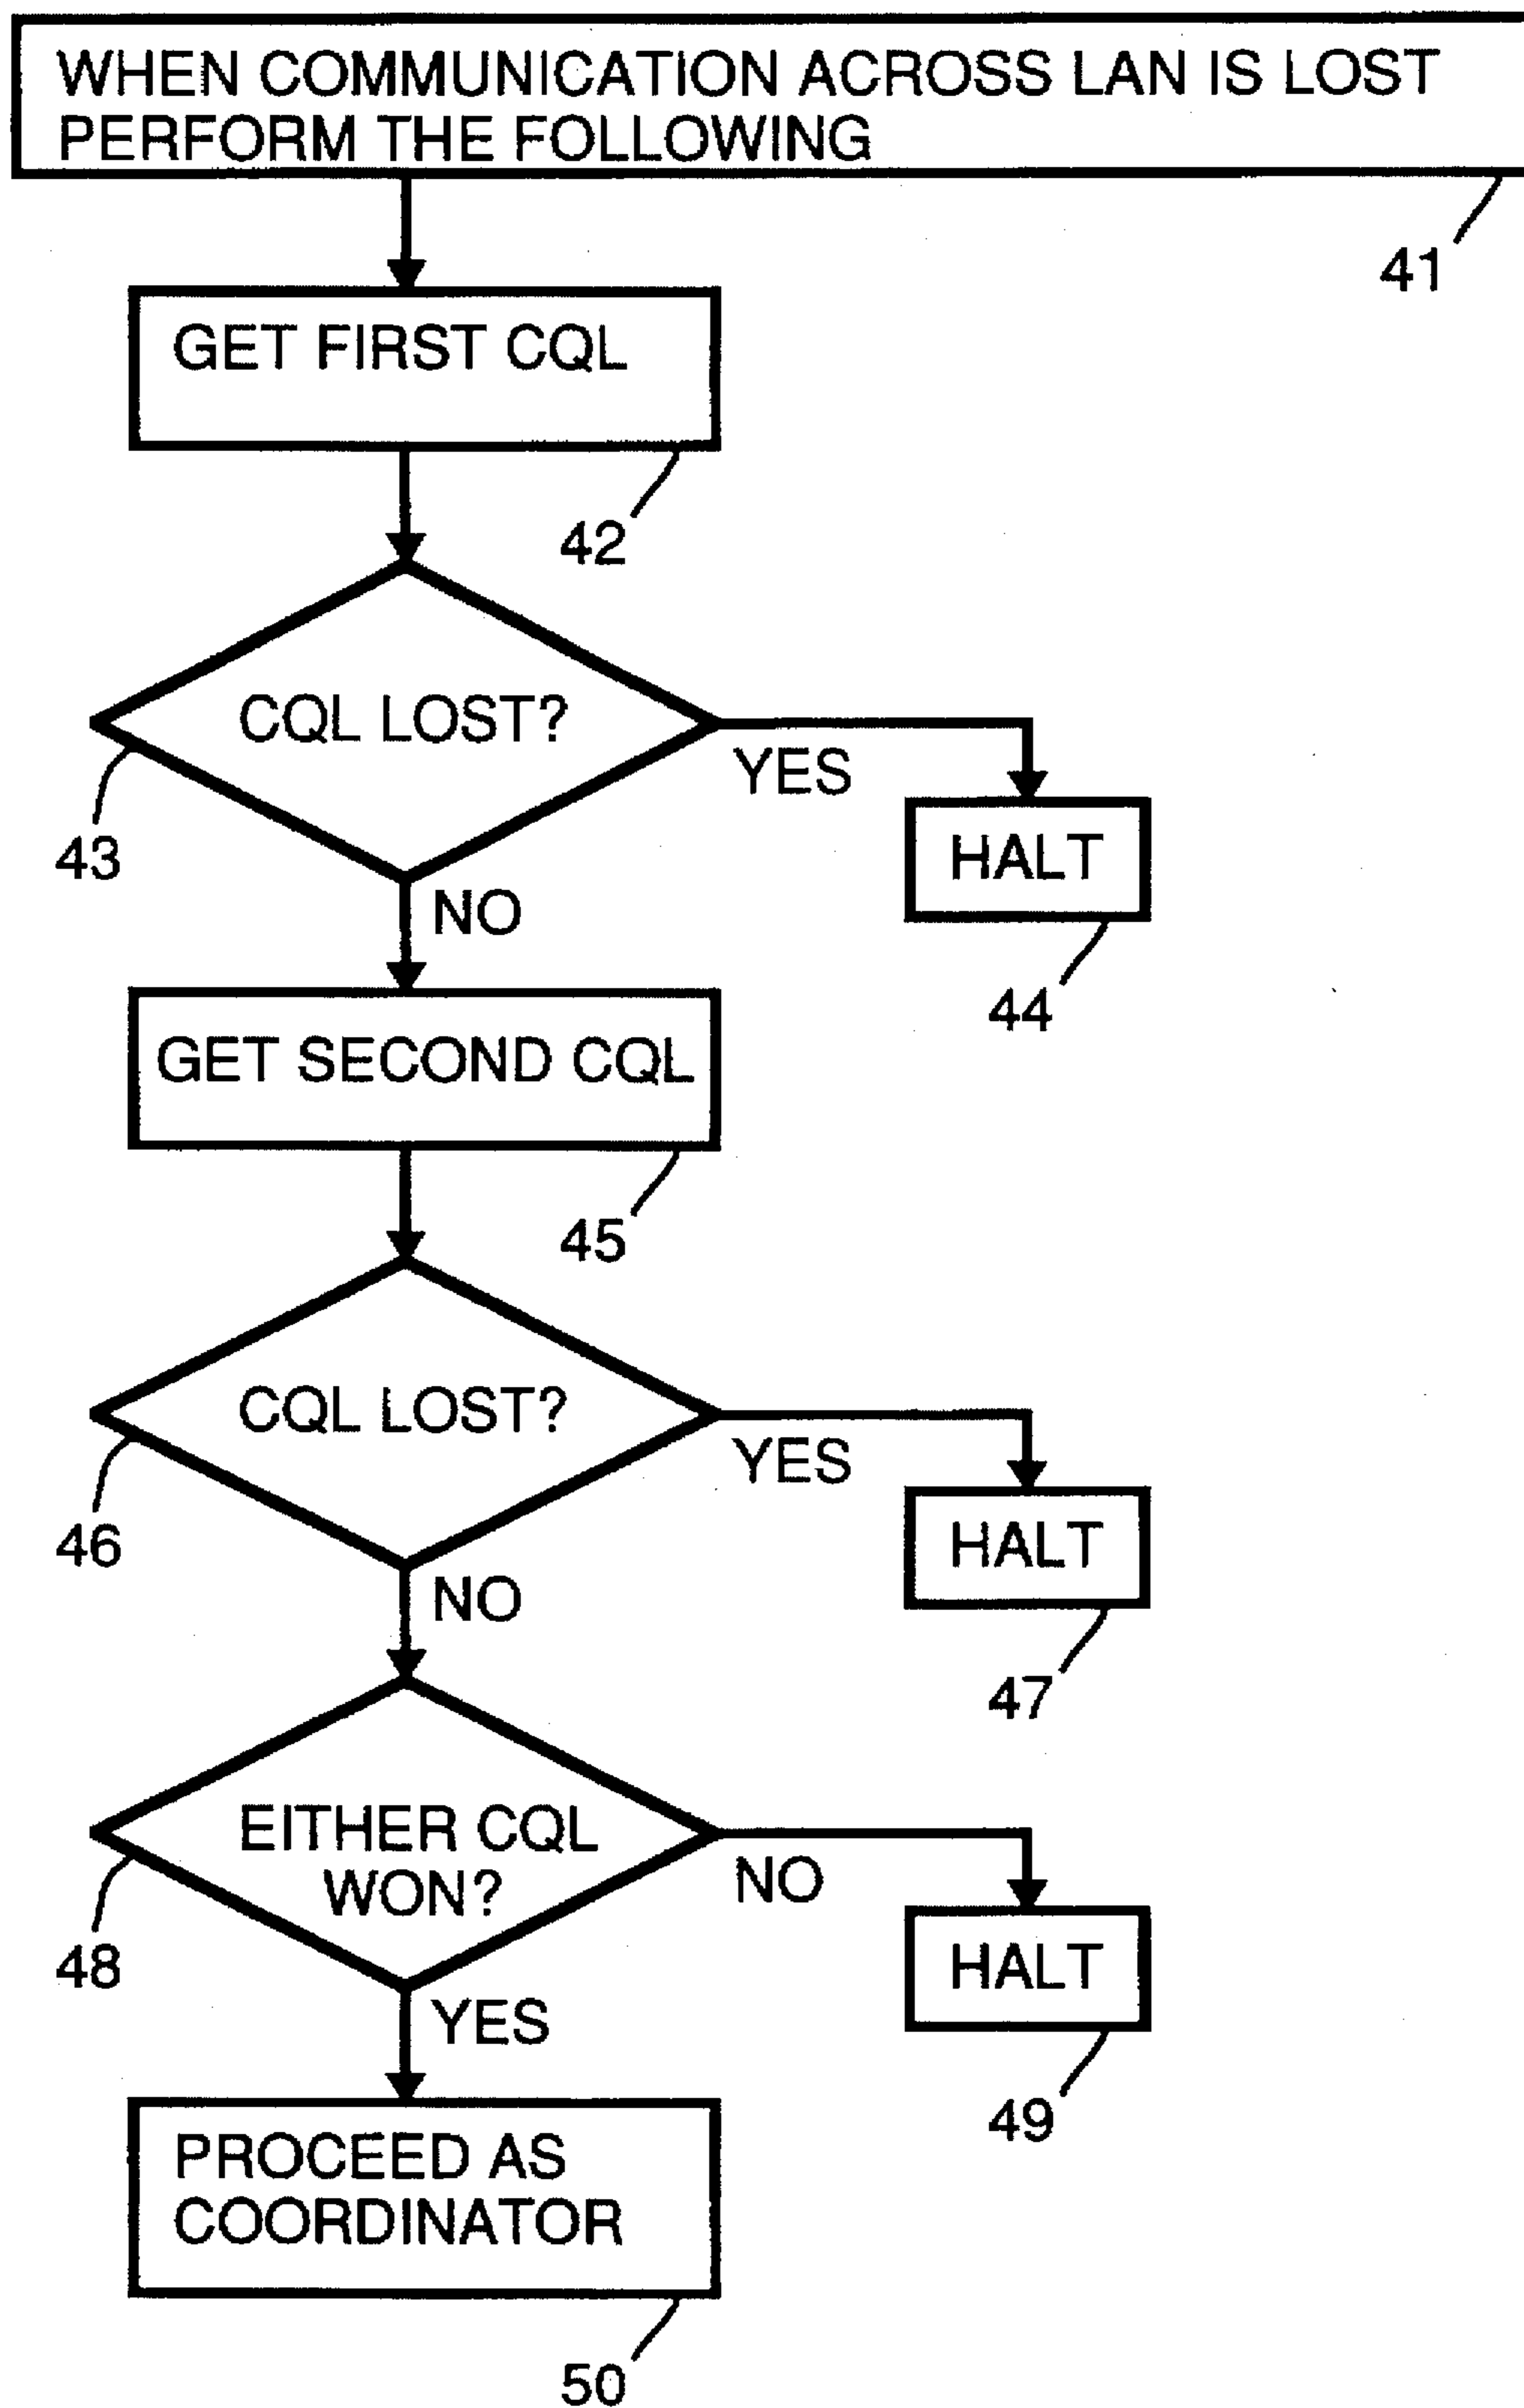 WHEN COMMUNICATION ACROSS LAN IS LOST
PERFORM THE FOLLOWING
41
GET FIRST CQL
42
CQL LOST?
YES
43
HALT
NO
44
GET SECOND CQL
45
CQL LOST?
YES
46
HALT
NO
47
EITHER CQL
WON?
NO
48
HALT
YES
49
PROCEED AS
COORDINATOR
50